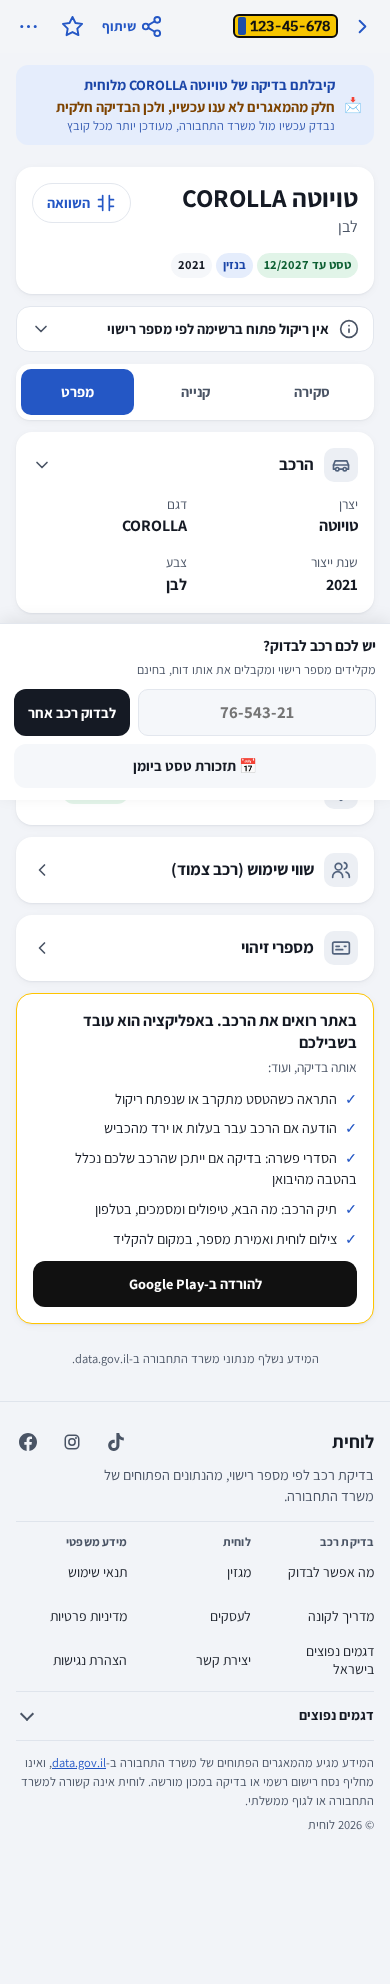 123-45-678
שיתוף
קיבלתם בדיקה של טויוטה COROLLA מלוחית
חלק מהמאגרים לא ענו עכשיו, ולכן הבדיקה חלקית
נבדק עכשיו מול משרד התחבורה, מעודכן יותר מכל קובץ
טויוטה COROLLA
השוואה
לבן
טסט עד 12/2027
בנזין
2021
אין ריקול פתוח ברשימה לפי מספר רישוי
סקירה
קנייה
מפרט
הרכב
יצרן
דגם
טויוטה
COROLLA
שנת ייצור
צבע
2021
לבן
יש לכם רכב לבדוק?
מקלידים מספר רישוי ומקבלים את אותו דוח, בחינם
76-543-21
לבדוק רכב אחר
📅 תזכורת טסט ביומן
שווי שימוש (רכב צמוד)
מספרי זיהוי
באתר רואים את הרכב. באפליקציה הוא עובד
בשבילכם
אותה בדיקה, ועוד:
✓ התראה כשהטסט מתקרב או שנפתח ריקול
✓ הודעה אם הרכב עבר בעלות או ירד מהכביש
✓ הסדרי פשרה: בדיקה אם ייתכן שהרכב שלכם נכלל
בהטבה מהיבואן
✓ תיק הרכב: מה הבא, טיפולים ומסמכים, בטלפון
✓ צילום לוחית ואמירת מספר, במקום להקליד
להורדה ב-Google Play
המידע נשלף מנתוני משרד התחבורה ב-data.gov.il.
לוחית
בדיקת רכב לפי מספר רישוי, מהנתונים הפתוחים של
משרד התחבורה.
בדיקת רכב
לוחית
מידע משפטי
מה אפשר לבדוק
מגזין
תנאי שימוש
מדריך לקונה
לעסקים
מדיניות פרטיות
דגמים נפוצים
בישראל
יצירת קשר
הצהרת נגישות
דגמים נפוצים
המידע מגיע מהמאגרים הפתוחים של משרד התחבורה ב-data.gov.il, ואינו
מחליף נסח רישום רשמי או בדיקה במכון מורשה. לוחית אינה קשורה למשרד
התחבורה או לגוף ממשלתי.
© 2026 לוחית